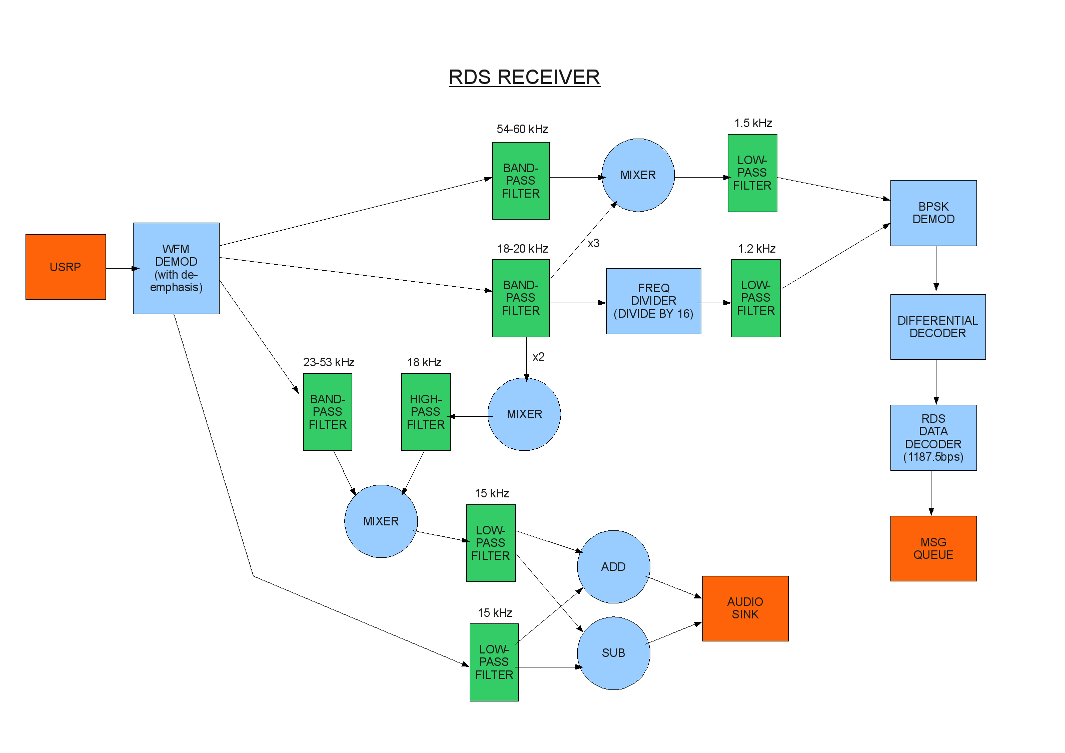 RDS RECEIVER
54-60 kHz
BAND-
PASS
FILTER
MIXER
1.5 kHz
LOW-
PASS
FILTER
BPSK
DEMOD
USRP
WFM
DEMOD
(with de-
emphasis)
18-20 kHz
BAND-
PASS
FILTER
x3
FREQ
DIVIDER
(DIVIDE BY 16)
1.2 kHz
LOW-
PASS
FILTER
DIFFERENTIAL
DECODER
x2
23-53 kHz
BAND-
PASS
FILTER
18 kHz
HIGH-
PASS
FILTER
MIXER
RDS
DATA
DECODER
(1187.5bps)
MIXER
15 kHz
LOW-
PASS
FILTER
ADD
MSG
QUEUE
15 kHz
LOW-
PASS
FILTER
SUB
AUDIO
SINK